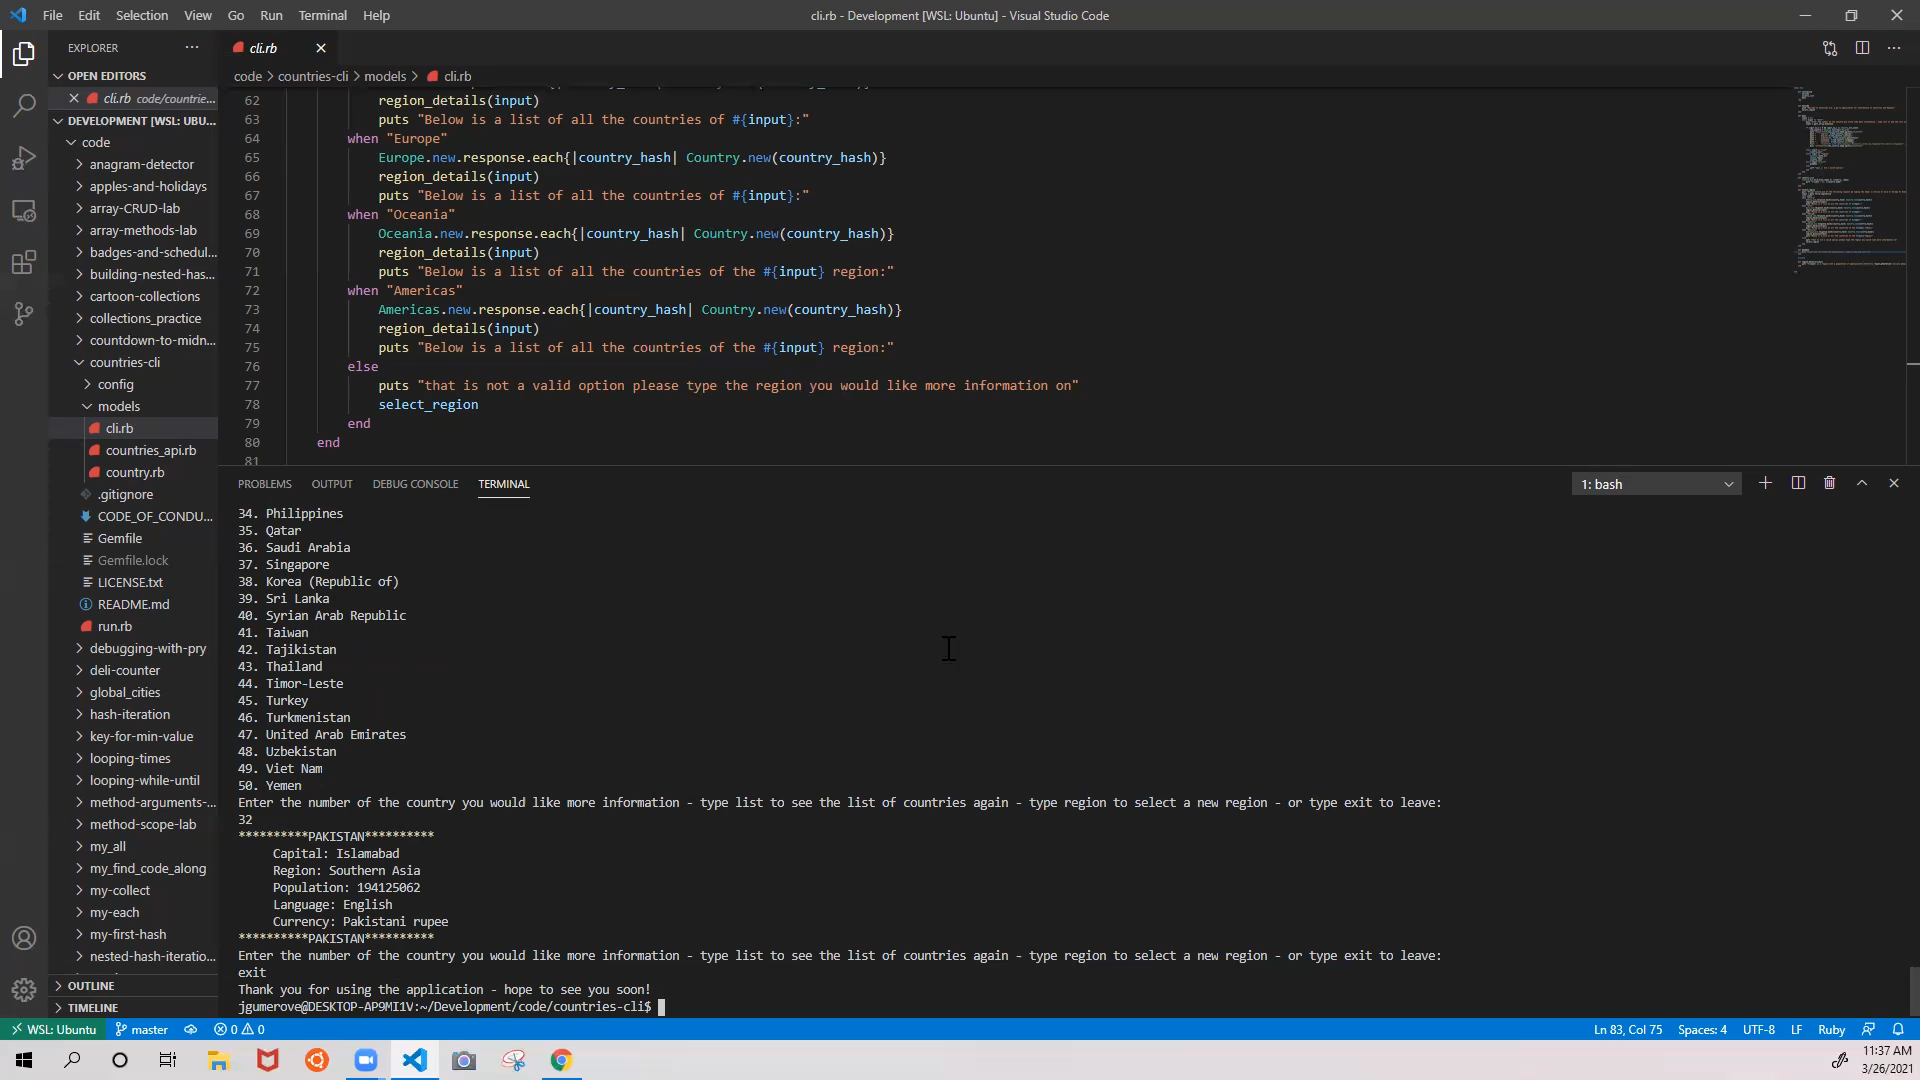 File Edit Selection View Go Run Terminal Help
cli.rb - Development [WSL: Ubuntu] - Visual Studio Code
EXPLORER
OPEN EDITORS
cli.rb code/countrie...
DEVELOPMENT [WSL: UBU...
code
anagram-detector
apples-and-holidays
array-CRUD-lab
array-methods-lab
badges-and-schedul...
building-nested-has...
cartoon-collections
collections_practice
countdown-to-midn...
countries-cli
config
models
cli.rb
countries_api.rb
country.rb
.gitignore
CODE_OF_CONDU...
Gemfile
Gemfile.lock
LICENSE.txt
README.md
run.rb
debugging-with-pry
deli-counter
global_cities
hash-iteration
key-for-min-value
looping-times
looping-while-until
method-arguments-...
method-scope-lab
my_all
my_find_code_along
my-collect
my-each
my-first-hash
nested-hash-iteratio...
OUTLINE
TIMELINE
cli.rb
code > countries-cli > models > cli.rb
62 region_details(input)
63 puts "Below is a list of all the countries of #{input}:"
64 when "Europe"
65 Europe.new.response.each{|country_hash| Country.new(country_hash)}
66 region_details(input)
67 puts "Below is a list of all the countries of #{input}:"
68 when "Oceania"
69 Oceania.new.response.each{|country_hash| Country.new(country_hash)}
70 region_details(input)
71 puts "Below is a list of all the countries of the #{input} region:"
72 when "Americas"
73 Americas.new.response.each{|country_hash| Country.new(country_hash)}
74 region_details(input)
75 puts "Below is a list of all the countries of the #{input} region:"
76 else
77 puts "that is not a valid option please type the region you would like more information on"
78 select_region
79 end
80 end
81
PROBLEMS OUTPUT DEBUG CONSOLE TERMINAL
1: bash
34. Philippines
35. Qatar
36. Saudi Arabia
37. Singapore
38. Korea (Republic of)
39. Sri Lanka
40. Syrian Arab Republic
41. Taiwan
42. Tajikistan
43. Thailand
44. Timor-Leste
45. Turkey
46. Turkmenistan
47. United Arab Emirates
48. Uzbekistan
49. Viet Nam
50. Yemen
Enter the number of the country you would like more information - type list to see the list of countries again - type region to select a new region - or type exit to leave:
32
**********PAKISTAN**********
Capital: Islamabad
Region: Southern Asia
Population: 194125062
Language: English
Currency: Pakistani rupee
**********PAKISTAN**********
Enter the number of the country you would like more information - type list to see the list of countries again - type region to select a new region - or type exit to leave:
exit
Thank you for using the application - hope to see you soon!
jgumerove@DESKTOP-AP9MI1V:~/Development/code/countries-cli$
WSL: Ubuntu master 0 0
Ln 83, Col 75 Spaces: 4 UTF-8 LF Ruby
11:37 AM
3/26/2021